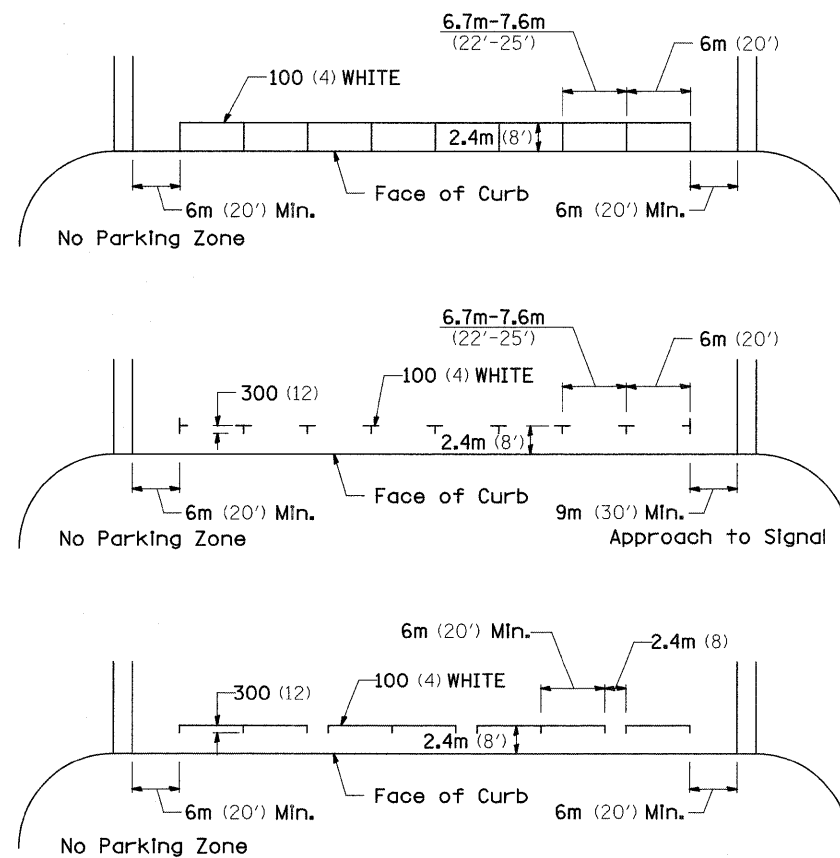 6.7m-7.6m
(22'-25')
6m (20')
100 (4) WHITE
2.4m (8')
Face of Curb
6m (20') Min.
6m (20') Min.
No Parking Zone
6.7m-7.6m
(22'-25')
6m (20')
300 (12)
100 (4) WHITE
2.4m (8')
Face of Curb
6m (20') Min.
9m (30') Min.
No Parking Zone
Approach to Signal
6m (20') Min.
2.4m (8)
300 (12)
100 (4) WHITE
2.4m (8')
Face of Curb
6m (20') Min.
6m (20') Min.
No Parking Zone